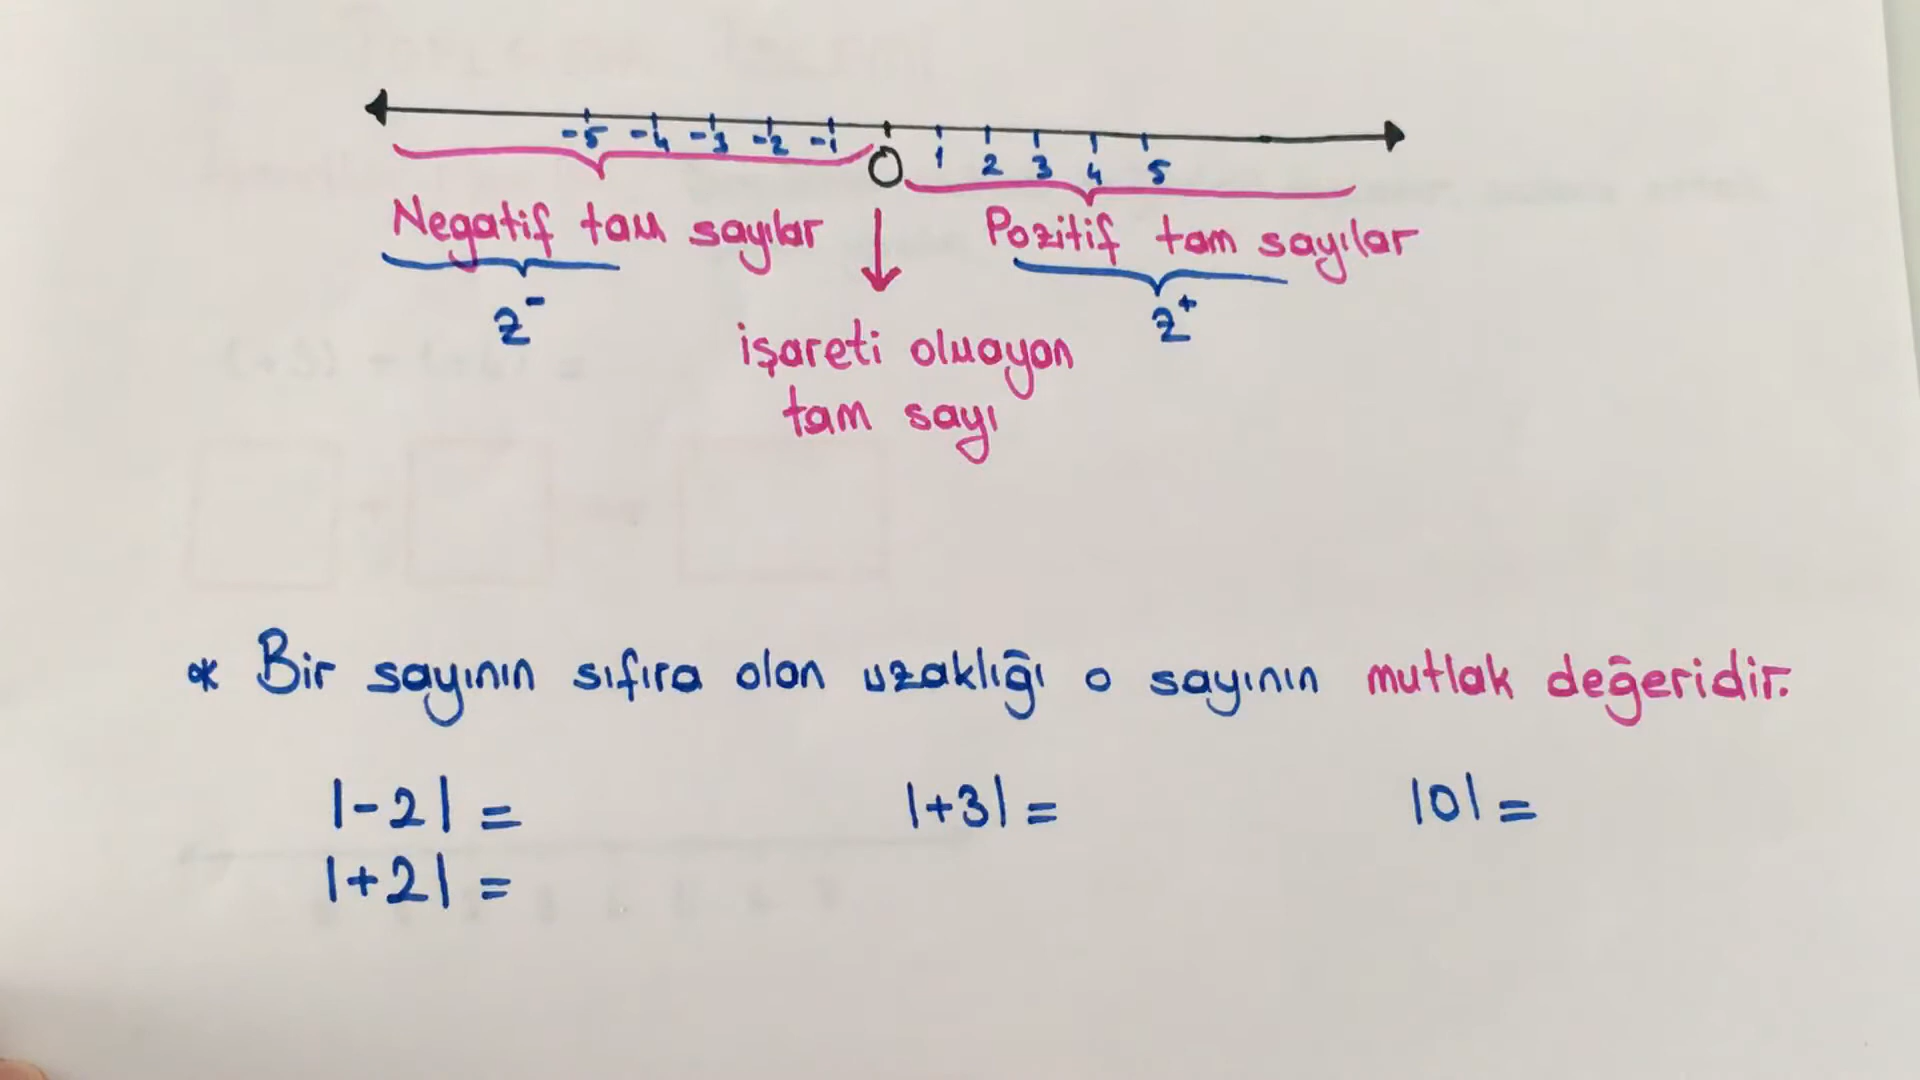 -5 -4 -3 -2 -1 0 1 2 3 4 5
Negatif tam sayılar
Pozitif tam sayılar
Z⁻
Z⁺
işareti olmayan
tam sayı
* Bir sayının sıfıra olan uzaklığı o sayının mutlak değeridir.
|-2| =
|+3| =
|0| =
|+2| =